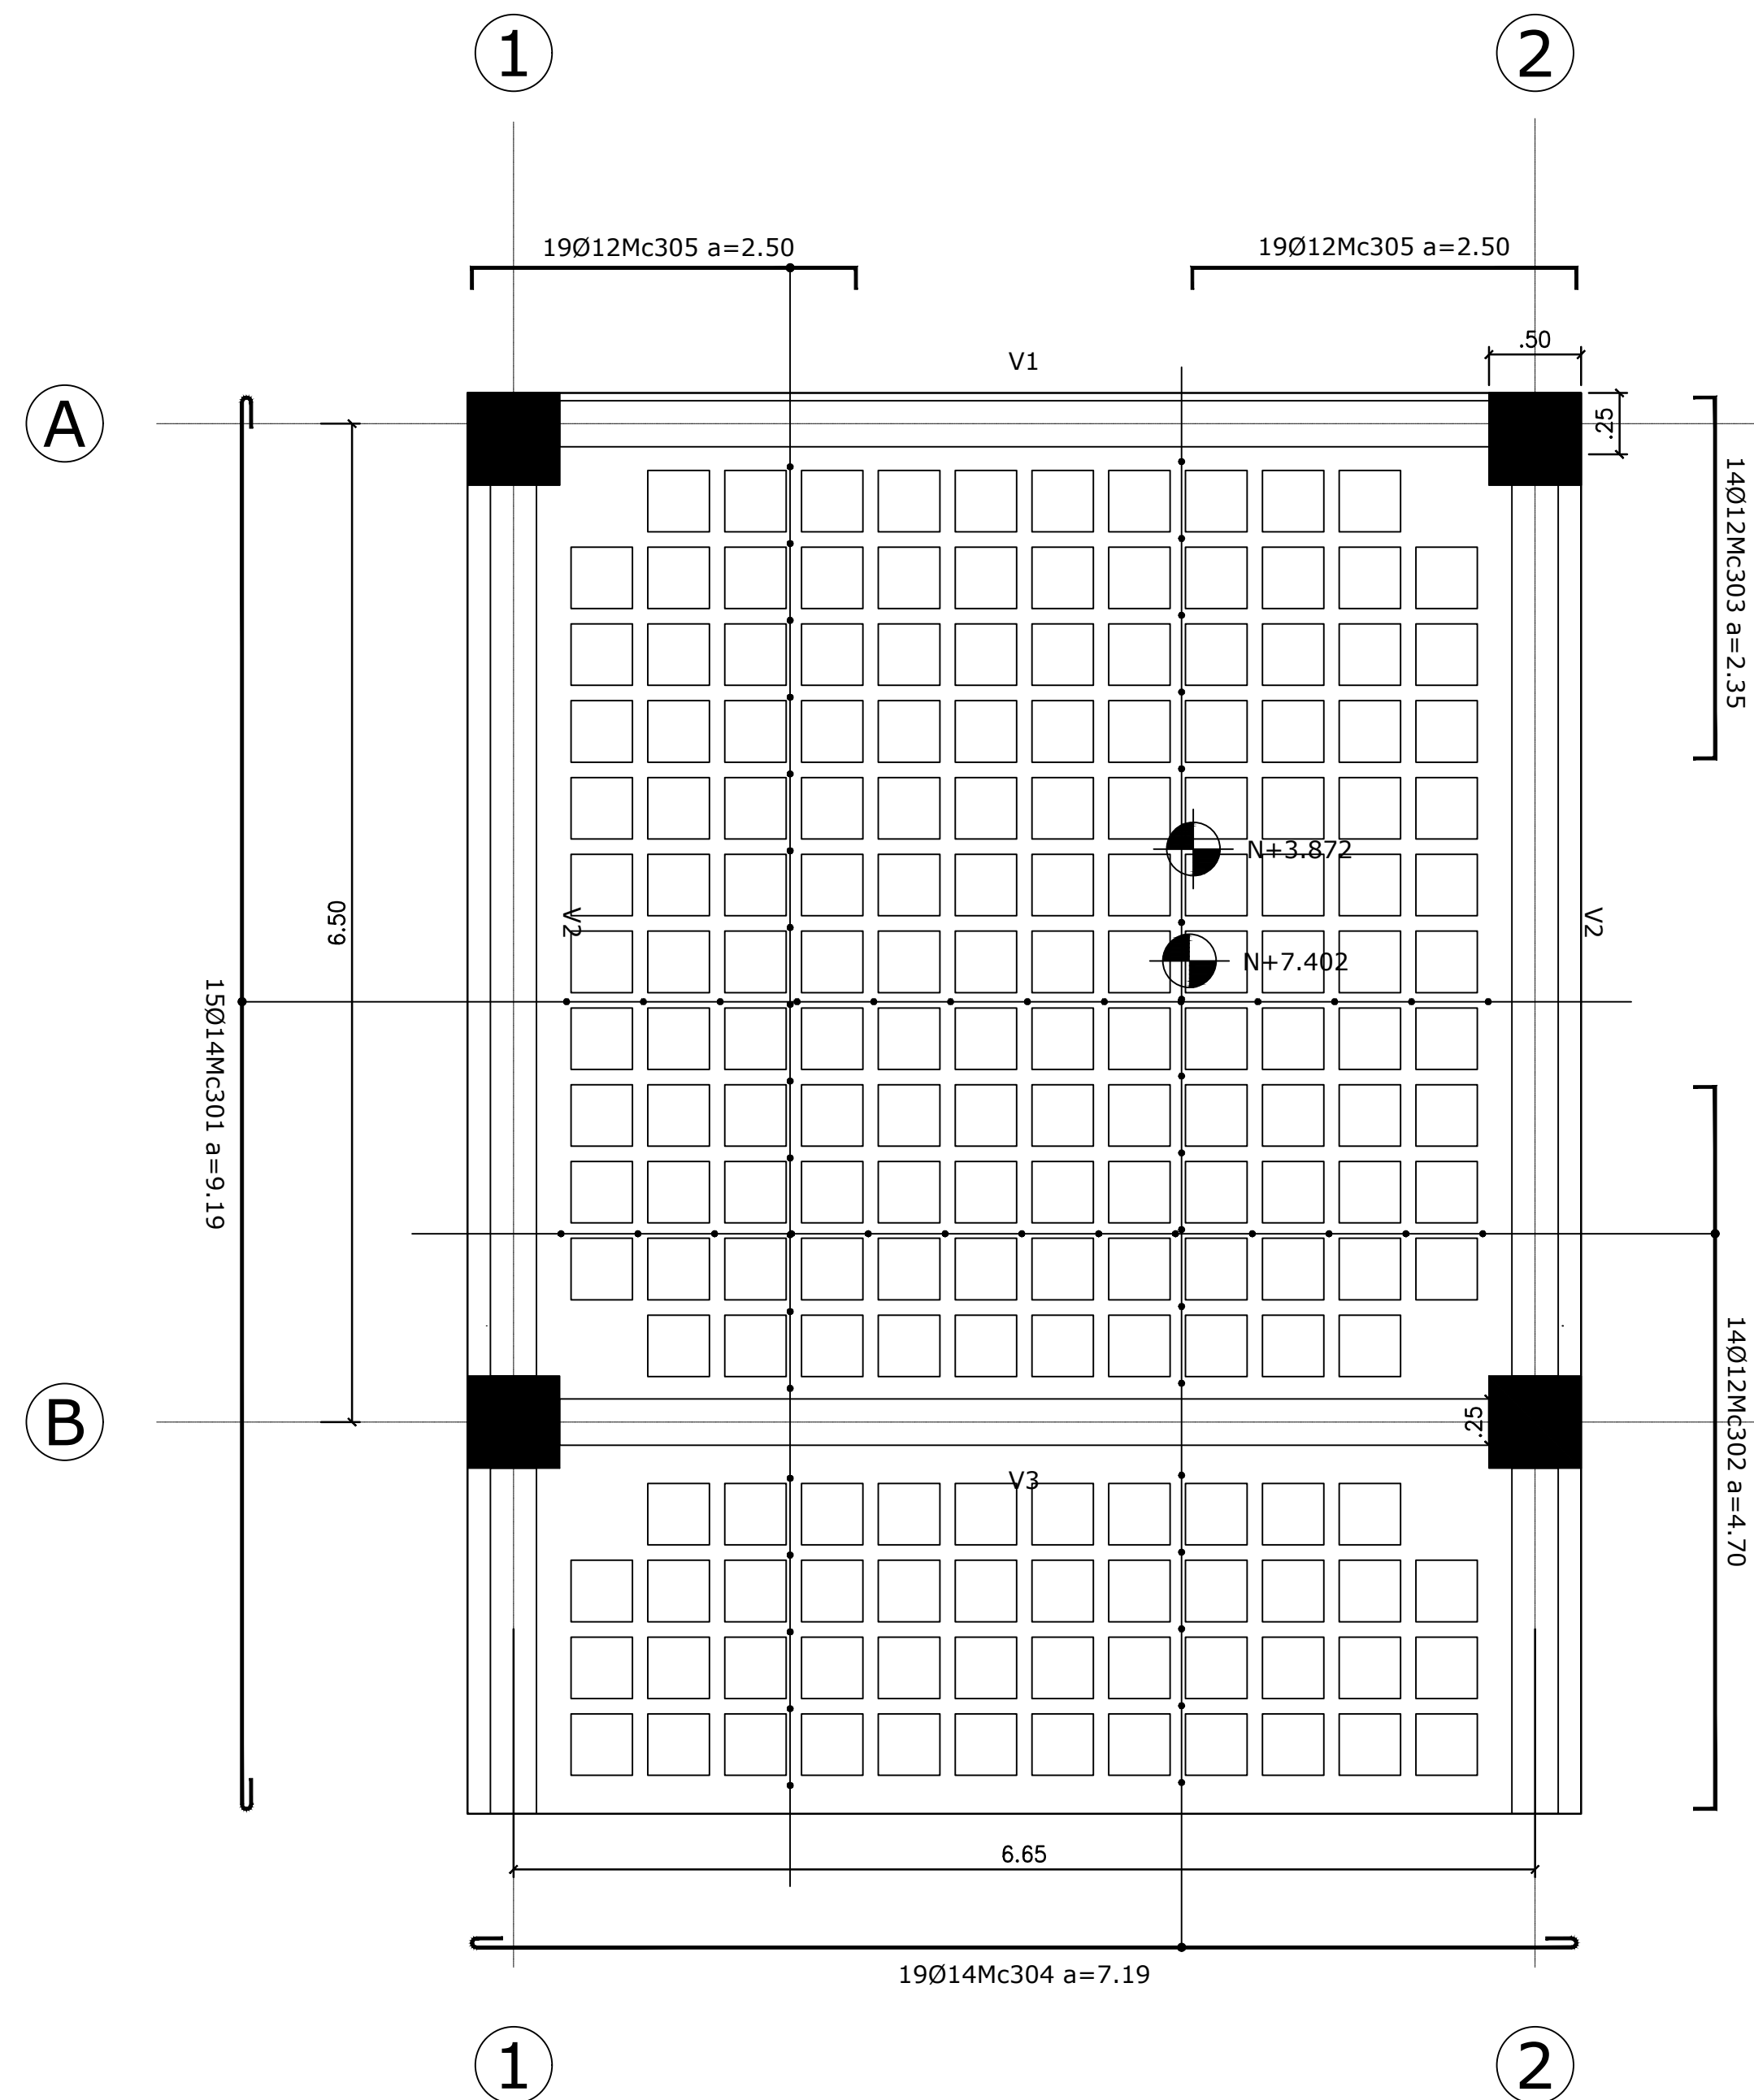 1
2
19Ø12Mc305 a=2.50
19Ø12Mc305 a=2.50
.50
V1
A
.25
14Ø12Mc303 a=2.35
N+3.872
6.50
V2
V2
N+7.402
15Ø14Mc301 a=9.19
B
.25
14Ø12Mc302 a=4.70
V3
6.65
19Ø14Mc304 a=7.19
1
2